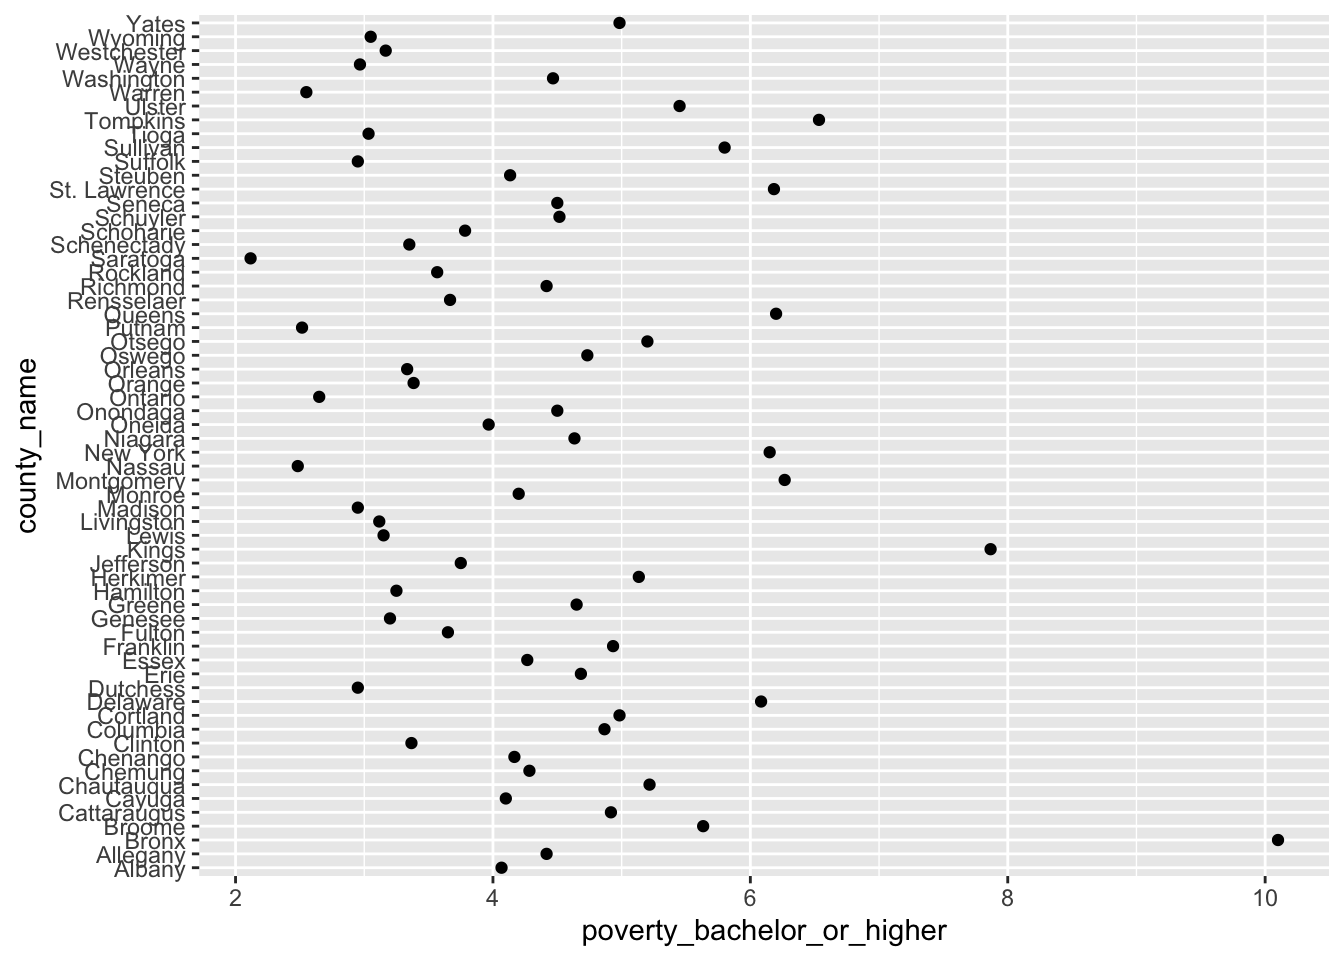 Yates
Wyoming
Westchester
Wayne
Washington
Warren
Ulster
Tompkins
Tioga
Sullivan
Suffolk
Steuben
St. Lawrence
Seneca
Schuyler
Schoharie
Schenectady
Saratoga
Rockland
Richmond
Rensselaer
Queens
Putnam
Otsego
Oswego
Orleans
Orange
Ontario
Onondaga
Oneida
Niagara
New York
Nassau
Montgomery
Monroe
Madison
Livingston
Lewis
Kings
Jefferson
Herkimer
Hamilton
Greene
Genesee
Fulton
Franklin
Essex
Erie
Dutchess
Delaware
Cortland
Columbia
Clinton
Chenango
Chemung
Chautauqua
Cayuga
Cattaraugus
Broome
Bronx
Allegany
Albany
county_name
2 4 6 8 10
poverty_bachelor_or_higher